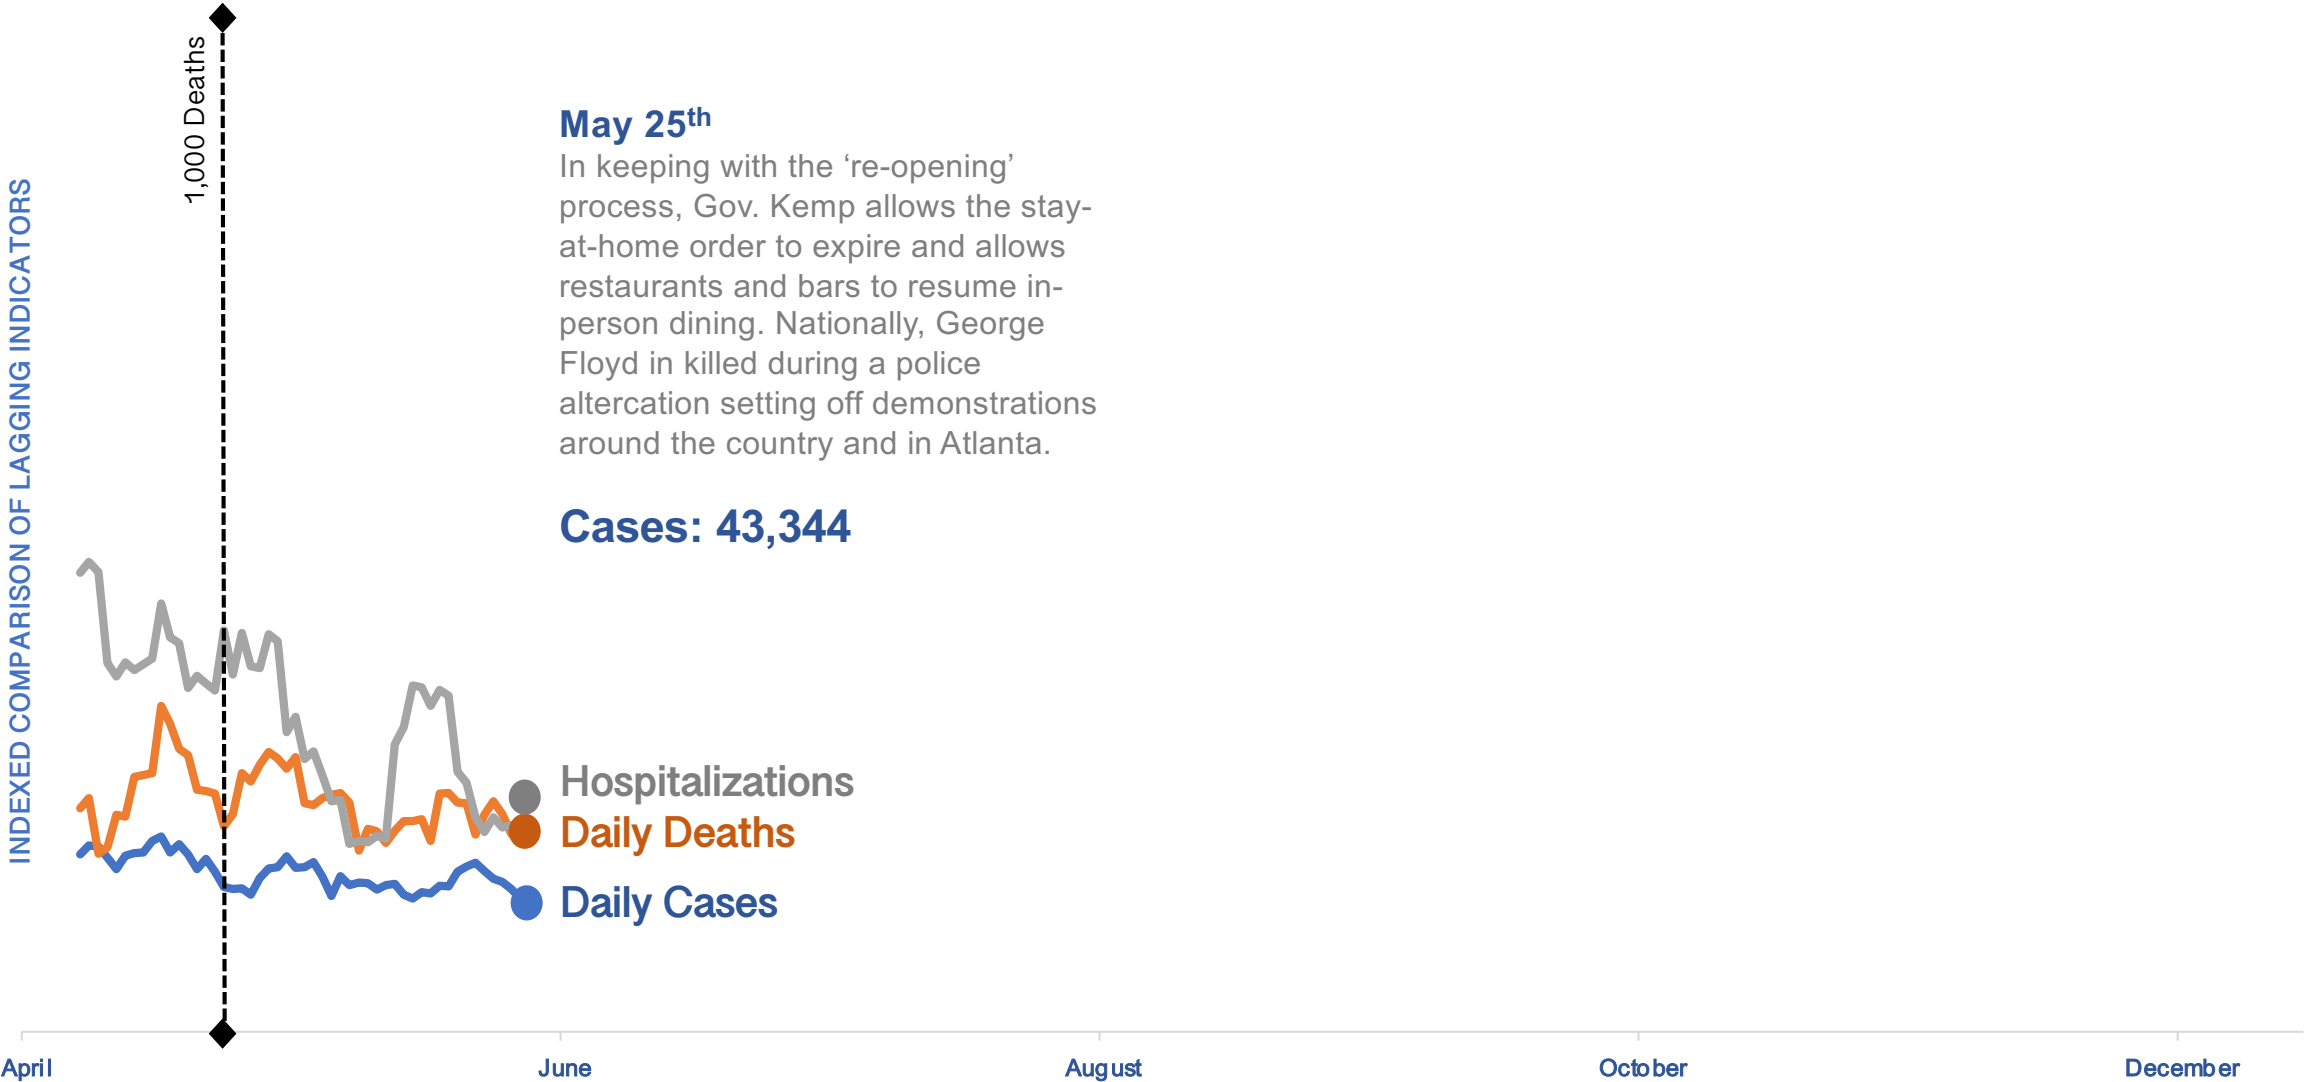 1,000 Deaths
INDEXED COMPARISON OF LAGGING INDICATORS
May 25th
In keeping with the ‘re-opening’
process, Gov. Kemp allows the stay-
at-home order to expire and allows
restaurants and bars to resume in-
person dining. Nationally, George
Floyd in killed during a police
altercation setting off demonstrations
around the country and in Atlanta.
Cases: 43,344
Hospitalizations
Daily Deaths
Daily Cases
April June August October December